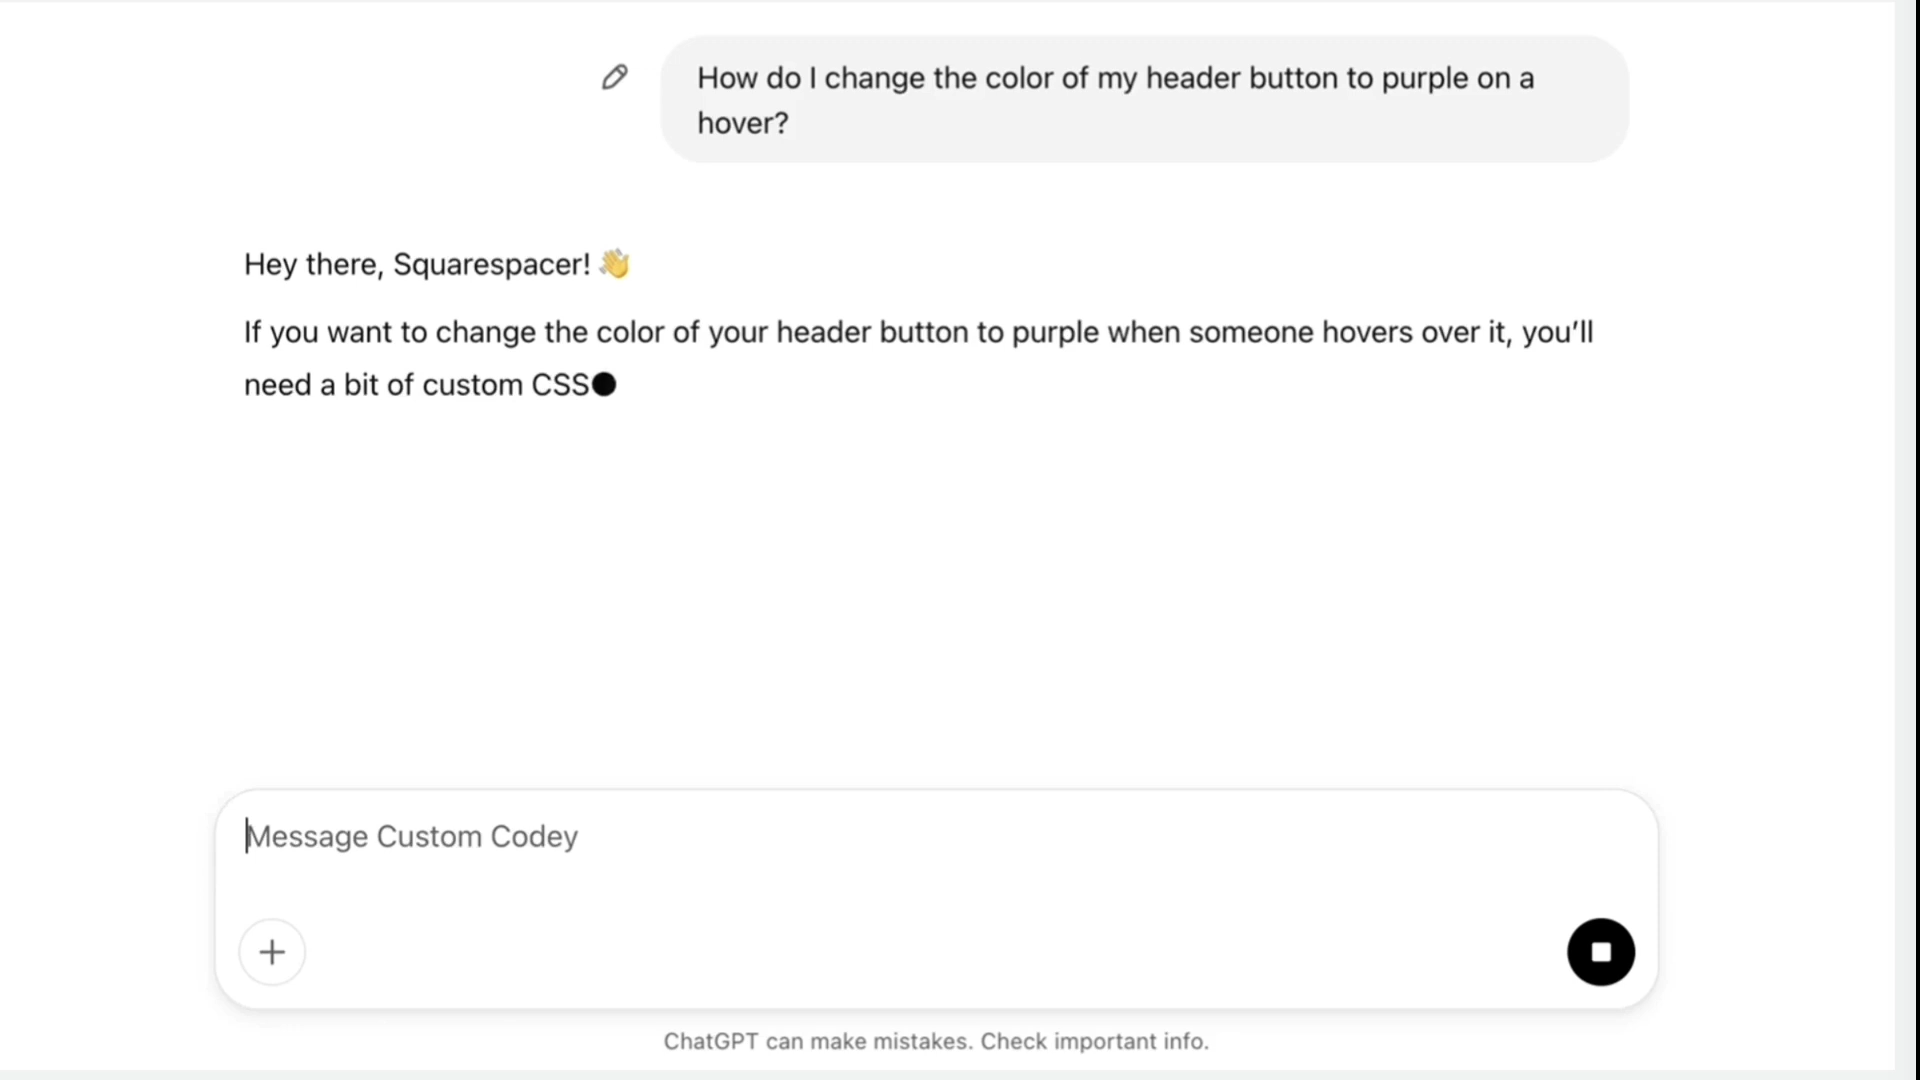 How do I change the color of my header button to purple on a
hover?
Hey there, Squarespacer! 👋
If you want to change the color of your header button to purple when someone hovers over it, you’ll
need a bit of custom CSS
Message Custom Codey
ChatGPT can make mistakes. Check important info.